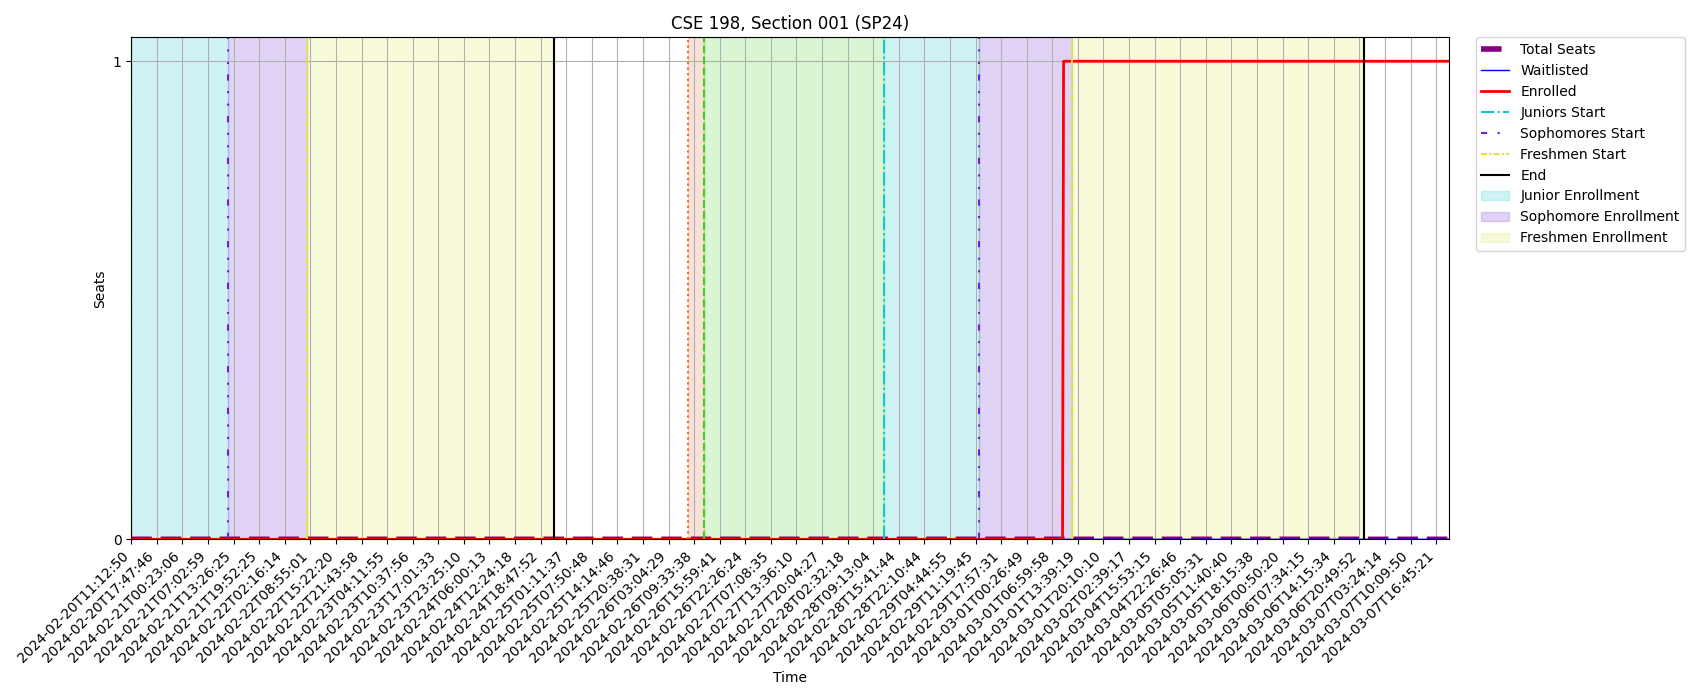 CSE 198, Section 001 (SP24)
Total Seats
Waitlisted
Enrolled
Juniors Start
Sophomores Start
Freshmen Start
End
Junior Enrollment
Sophomore Enrollment
Freshmen Enrollment
Seats
1
0
2024-02-20T11:12:50
2024-02-20T17:47:46
2024-02-21T00:23:06
2024-02-21T07:02:59
2024-02-21T13:26:25
2024-02-21T19:52:25
2024-02-22T02:16:14
2024-02-22T08:55:01
2024-02-22T15:22:20
2024-02-22T21:43:58
2024-02-23T04:11:55
2024-02-23T10:37:56
2024-02-23T17:01:33
2024-02-23T23:25:10
2024-02-24T06:00:13
2024-02-24T12:24:18
2024-02-24T18:47:52
2024-02-25T01:11:37
2024-02-25T07:50:48
2024-02-25T14:14:46
2024-02-25T20:38:31
2024-02-26T03:04:29
2024-02-26T09:33:38
2024-02-26T15:59:41
2024-02-26T22:26:24
2024-02-27T07:08:35
2024-02-27T13:36:10
2024-02-27T20:04:27
2024-02-28T02:32:18
2024-02-28T09:13:04
2024-02-28T15:41:44
2024-02-28T22:10:44
2024-02-29T04:44:55
2024-02-29T11:19:45
2024-02-29T17:57:31
2024-03-01T00:26:49
2024-03-01T06:59:58
2024-03-01T13:39:19
2024-03-01T20:10:10
2024-03-02T02:39:17
2024-03-04T15:53:15
2024-03-04T22:26:46
2024-03-05T05:05:31
2024-03-05T11:40:40
2024-03-05T18:15:38
2024-03-06T00:50:20
2024-03-06T07:34:15
2024-03-06T14:15:34
2024-03-06T20:49:52
2024-03-07T03:24:14
2024-03-07T10:09:50
2024-03-07T16:45:21
Time